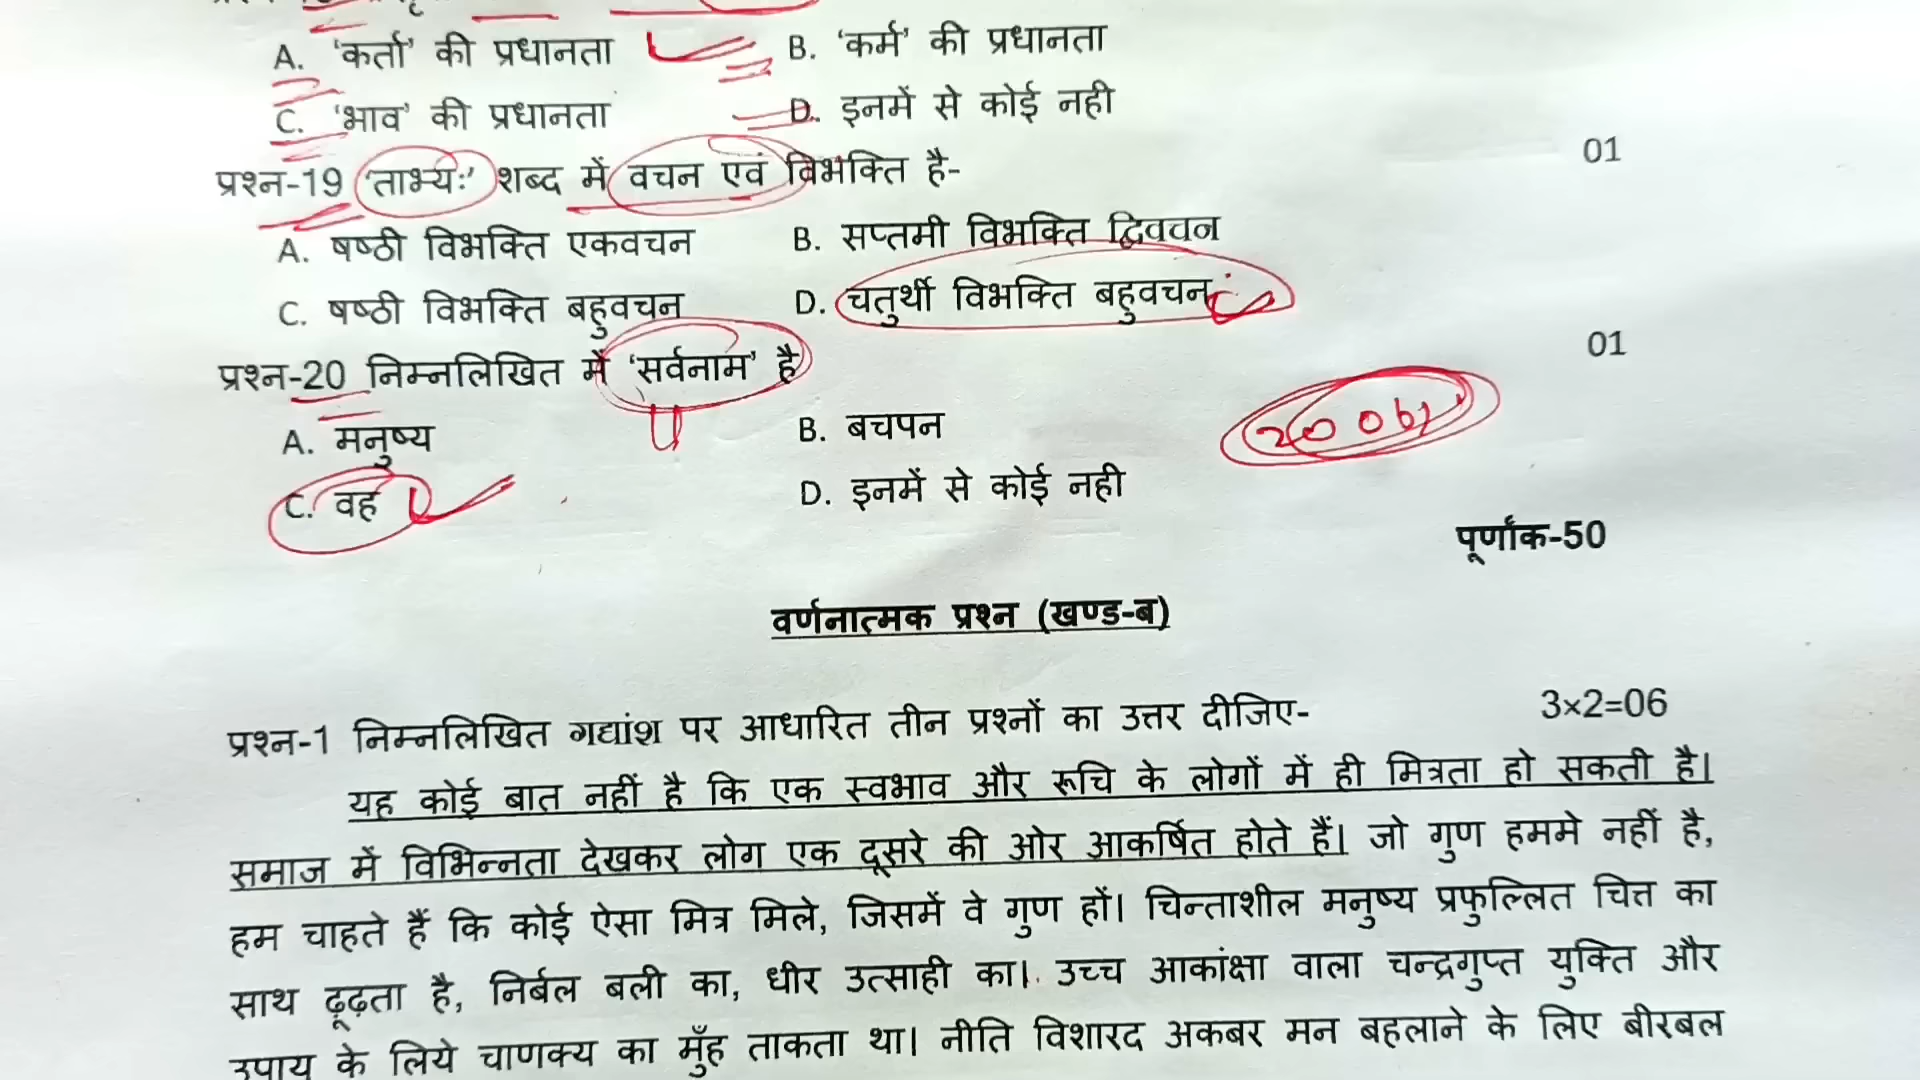 A. 'कर्ता' की प्रधानता B. 'कर्म' की प्रधानता
C. 'भाव' की प्रधानता D. इनमें से कोई नही
प्रश्न-19 'ताभ्यः' शब्द में वचन एवं विभक्ति है- 01
A. षष्ठी विभक्ति एकवचन B. सप्तमी विभक्ति द्विवचन
C. षष्ठी विभक्ति बहुवचन D. चतुर्थी विभक्ति बहुवचन
प्रश्न-20 निम्नलिखित में 'सर्वनाम' है 01
A. मनुष्य B. बचपन
20 obj
C. वह D. इनमें से कोई नही
पूर्णांक-50
वर्णनात्मक प्रश्न (खण्ड-ब)
प्रश्न-1 निम्नलिखित गद्यांश पर आधारित तीन प्रश्नों का उत्तर दीजिए- 3×2=06
यह कोई बात नहीं है कि एक स्वभाव और रूचि के लोगों में ही मित्रता हो सकती है।
समाज में विभिन्नता देखकर लोग एक दूसरे की ओर आकर्षित होते हैं। जो गुण हममे नहीं है,
हम चाहते हैं कि कोई ऐसा मित्र मिले, जिसमें वे गुण हों। चिन्ताशील मनुष्य प्रफुल्लित चित्त का
साथ ढूढ़ता है, निर्बल बली का, धीर उत्साही का। उच्च आकांक्षा वाला चन्द्रगुप्त युक्ति और
उपाय के लिये चाणक्य का मुँह ताकता था। नीति विशारद अकबर मन बहलाने के लिए बीरबल